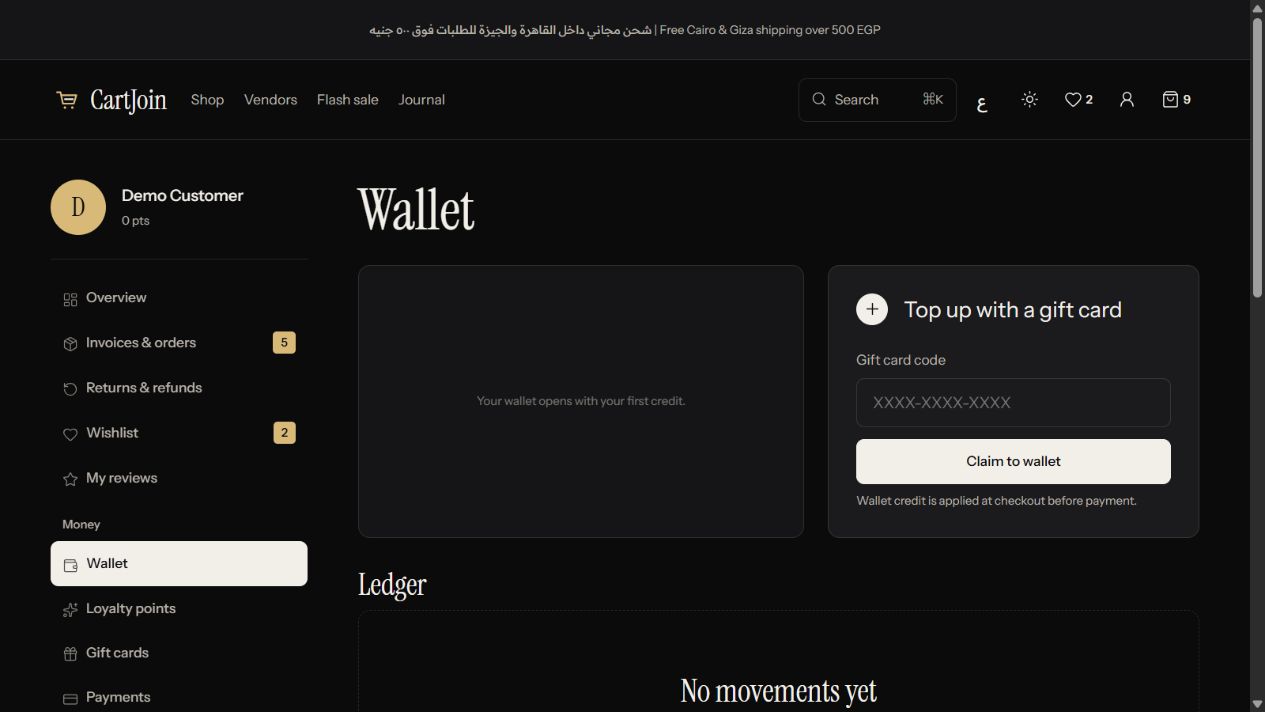 شحن مجاني داخل القاهرة والجيزة للطلبات فوق ٥٠٠ جنيه | Free Cairo & Giza shipping over 500 EGP
CartJoin
Shop
Vendors
Flash sale
Journal
Search
⌘K
ع
2
9
D
Demo Customer
0 pts
Overview
Invoices & orders
5
Returns & refunds
Wishlist
2
My reviews
Money
Wallet
Loyalty points
Gift cards
Payments
Wallet
Your wallet opens with your first credit.
Top up with a gift card
Gift card code
XXXX-XXXX-XXXX
Claim to wallet
Wallet credit is applied at checkout before payment.
Ledger
No movements yet